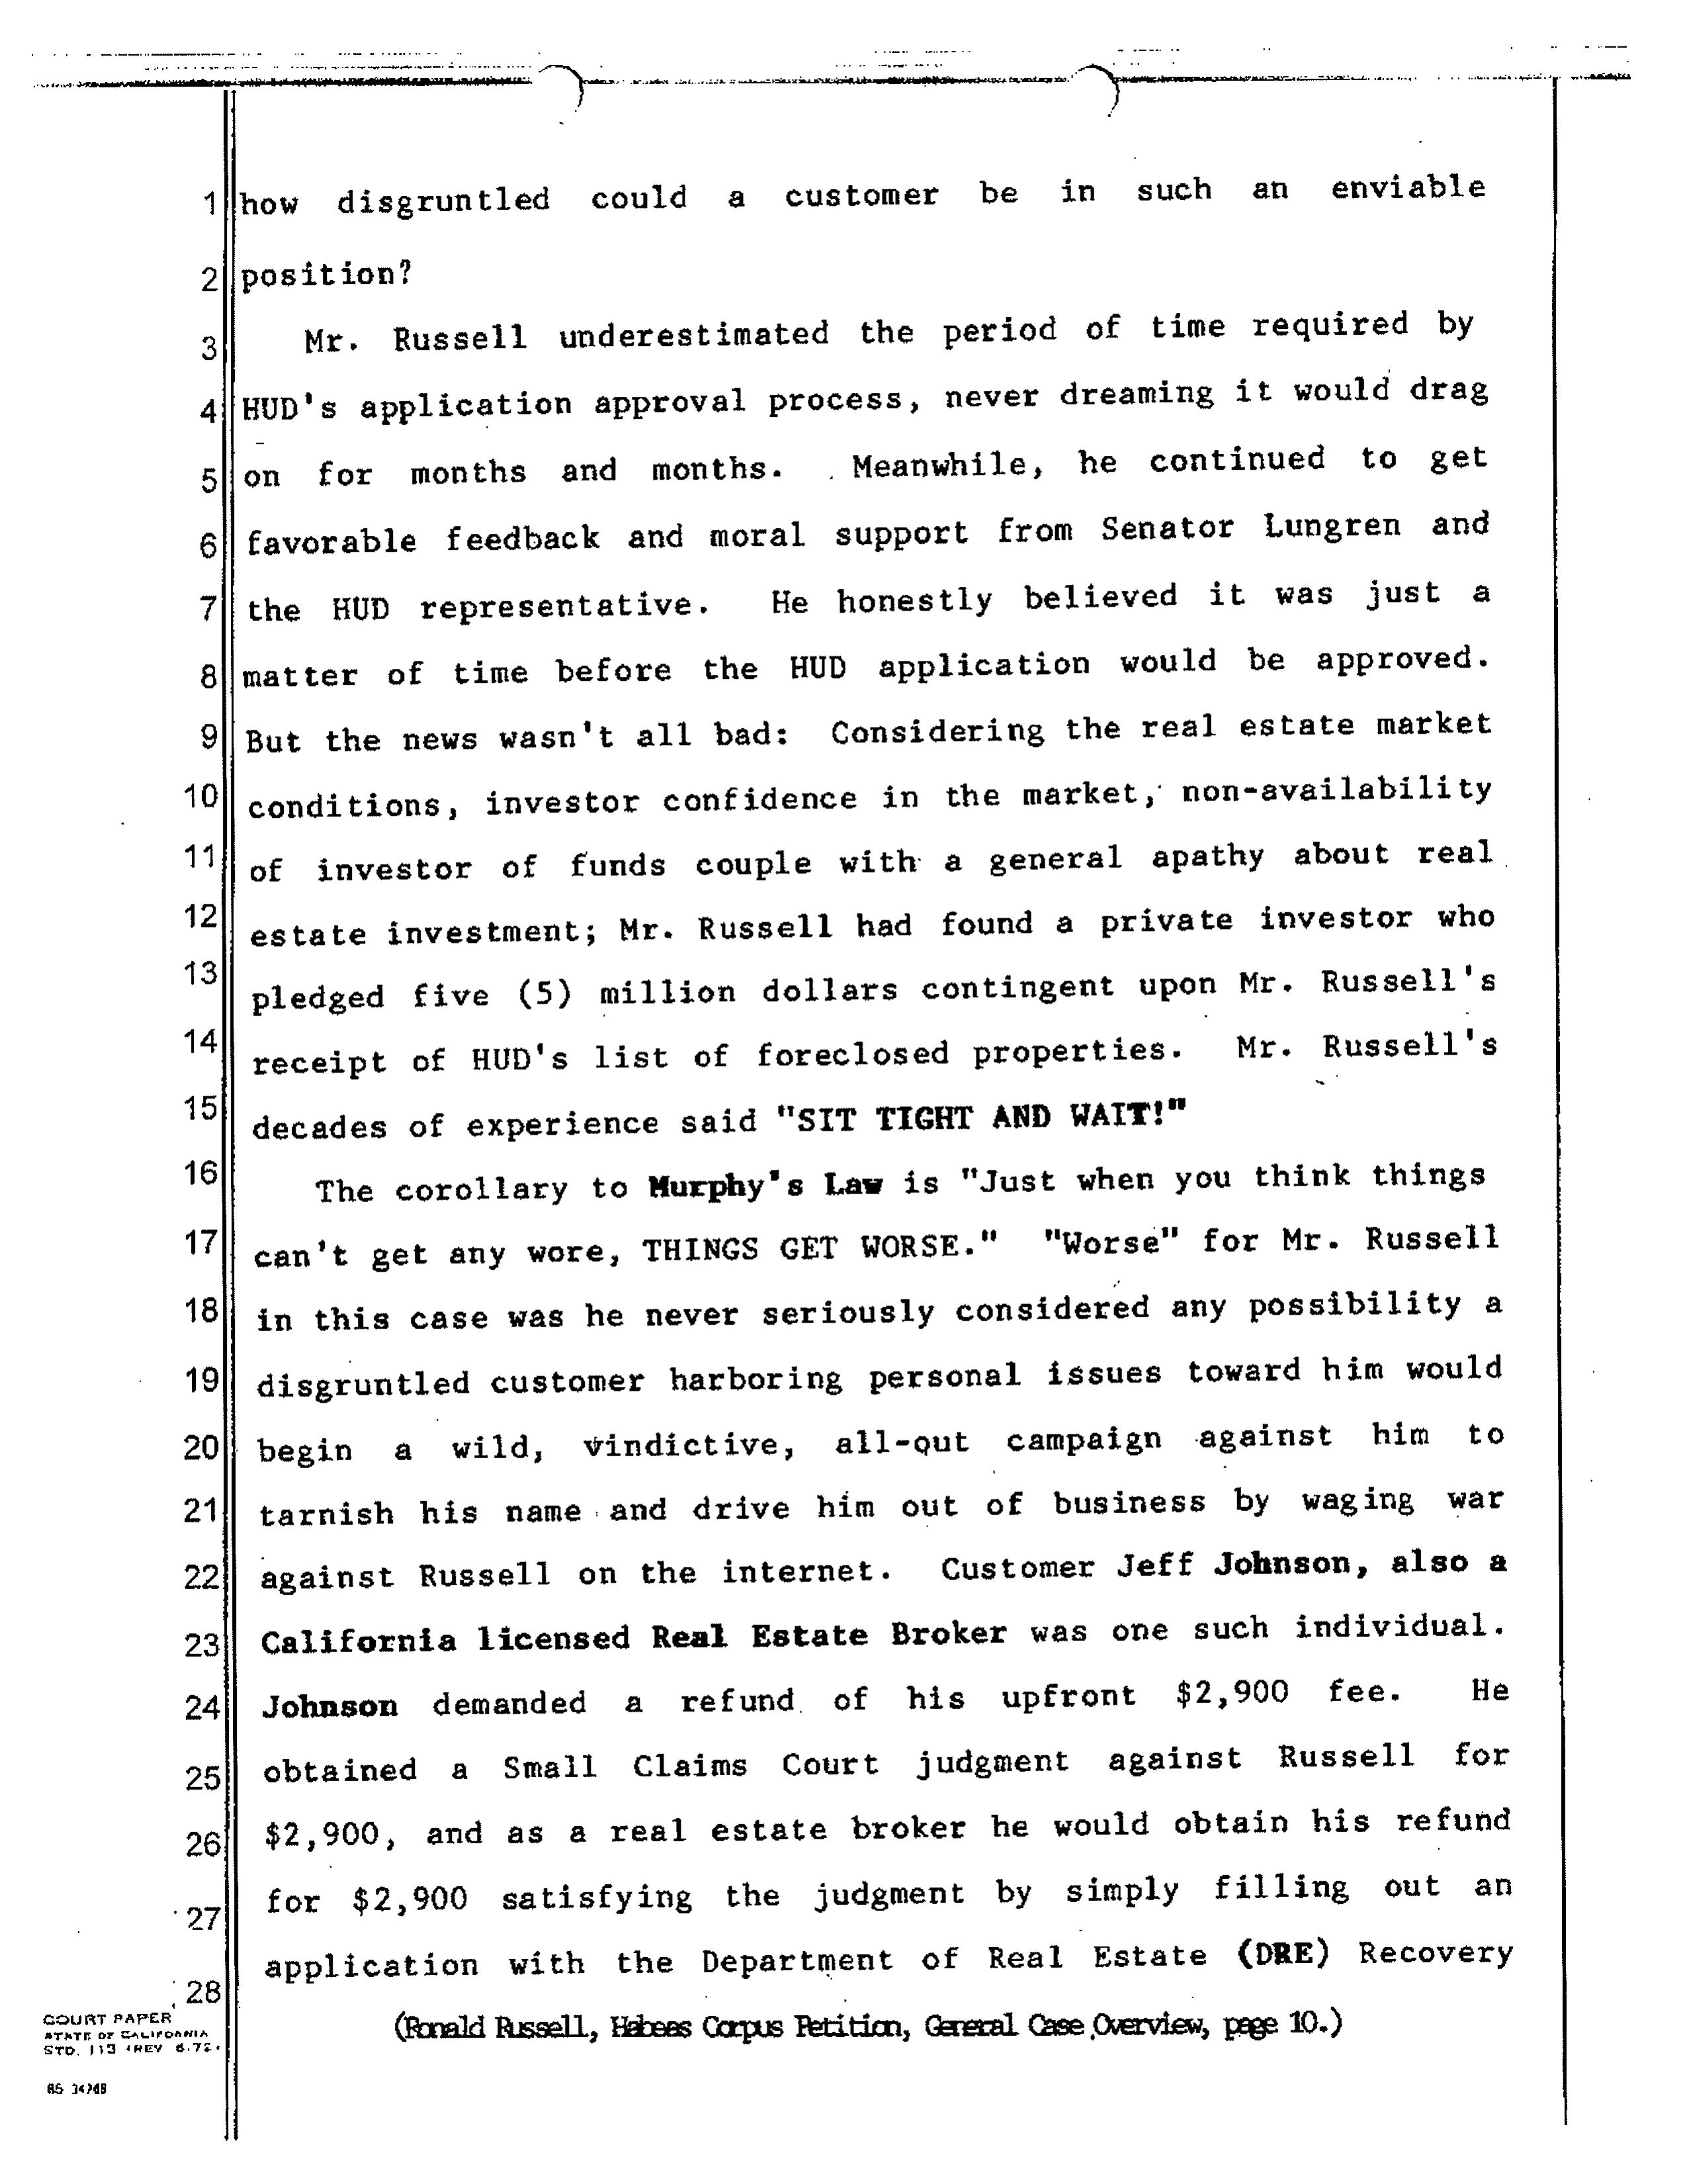 1 how disgruntled could a customer be in such an enviable
2 position?
3 Mr. Russell underestimated the period of time required by
4 HUD's application approval process, never dreaming it would drag
5 on for months and months. Meanwhile, he continued to get
6 favorable feedback and moral support from Senator Lungren and
7 the HUD representative. He honestly believed it was just a
8 matter of time before the HUD application would be approved.
9 But the news wasn't all bad: Considering the real estate market
10 conditions, investor confidence in the market, non-availability
11 of investor of funds couple with a general apathy about real
12 estate investment; Mr. Russell had found a private investor who
13 pledged five (5) million dollars contingent upon Mr. Russell's
14 receipt of HUD's list of foreclosed properties. Mr. Russell's
15 decades of experience said "SIT TIGHT AND WAIT!"
16 The corollary to Murphy's Law is "Just when you think things
17 can't get any wore, THINGS GET WORSE." "Worse" for Mr. Russell
18 in this case was he never seriously considered any possibility a
19 disgruntled customer harboring personal issues toward him would
20 begin a wild, vindictive, all-out campaign against him to
21 tarnish his name and drive him out of business by waging war
22 against Russell on the internet. Customer Jeff Johnson, also a
23 California licensed Real Estate Broker was one such individual.
24 Johnson demanded a refund of his upfront $2,900 fee. He
25 obtained a Small Claims Court judgment against Russell for
26 $2,900, and as a real estate broker he would obtain his refund
27 for $2,900 satisfying the judgment by simply filling out an
28 application with the Department of Real Estate (DRE) Recovery
(Ronald Russell, Habeas Corpus Petition, General Case Overview, page 10.)
COURT PAPER
STATE OF CALIFORNIA
STD. 113 (REV 8-72)
85 34769